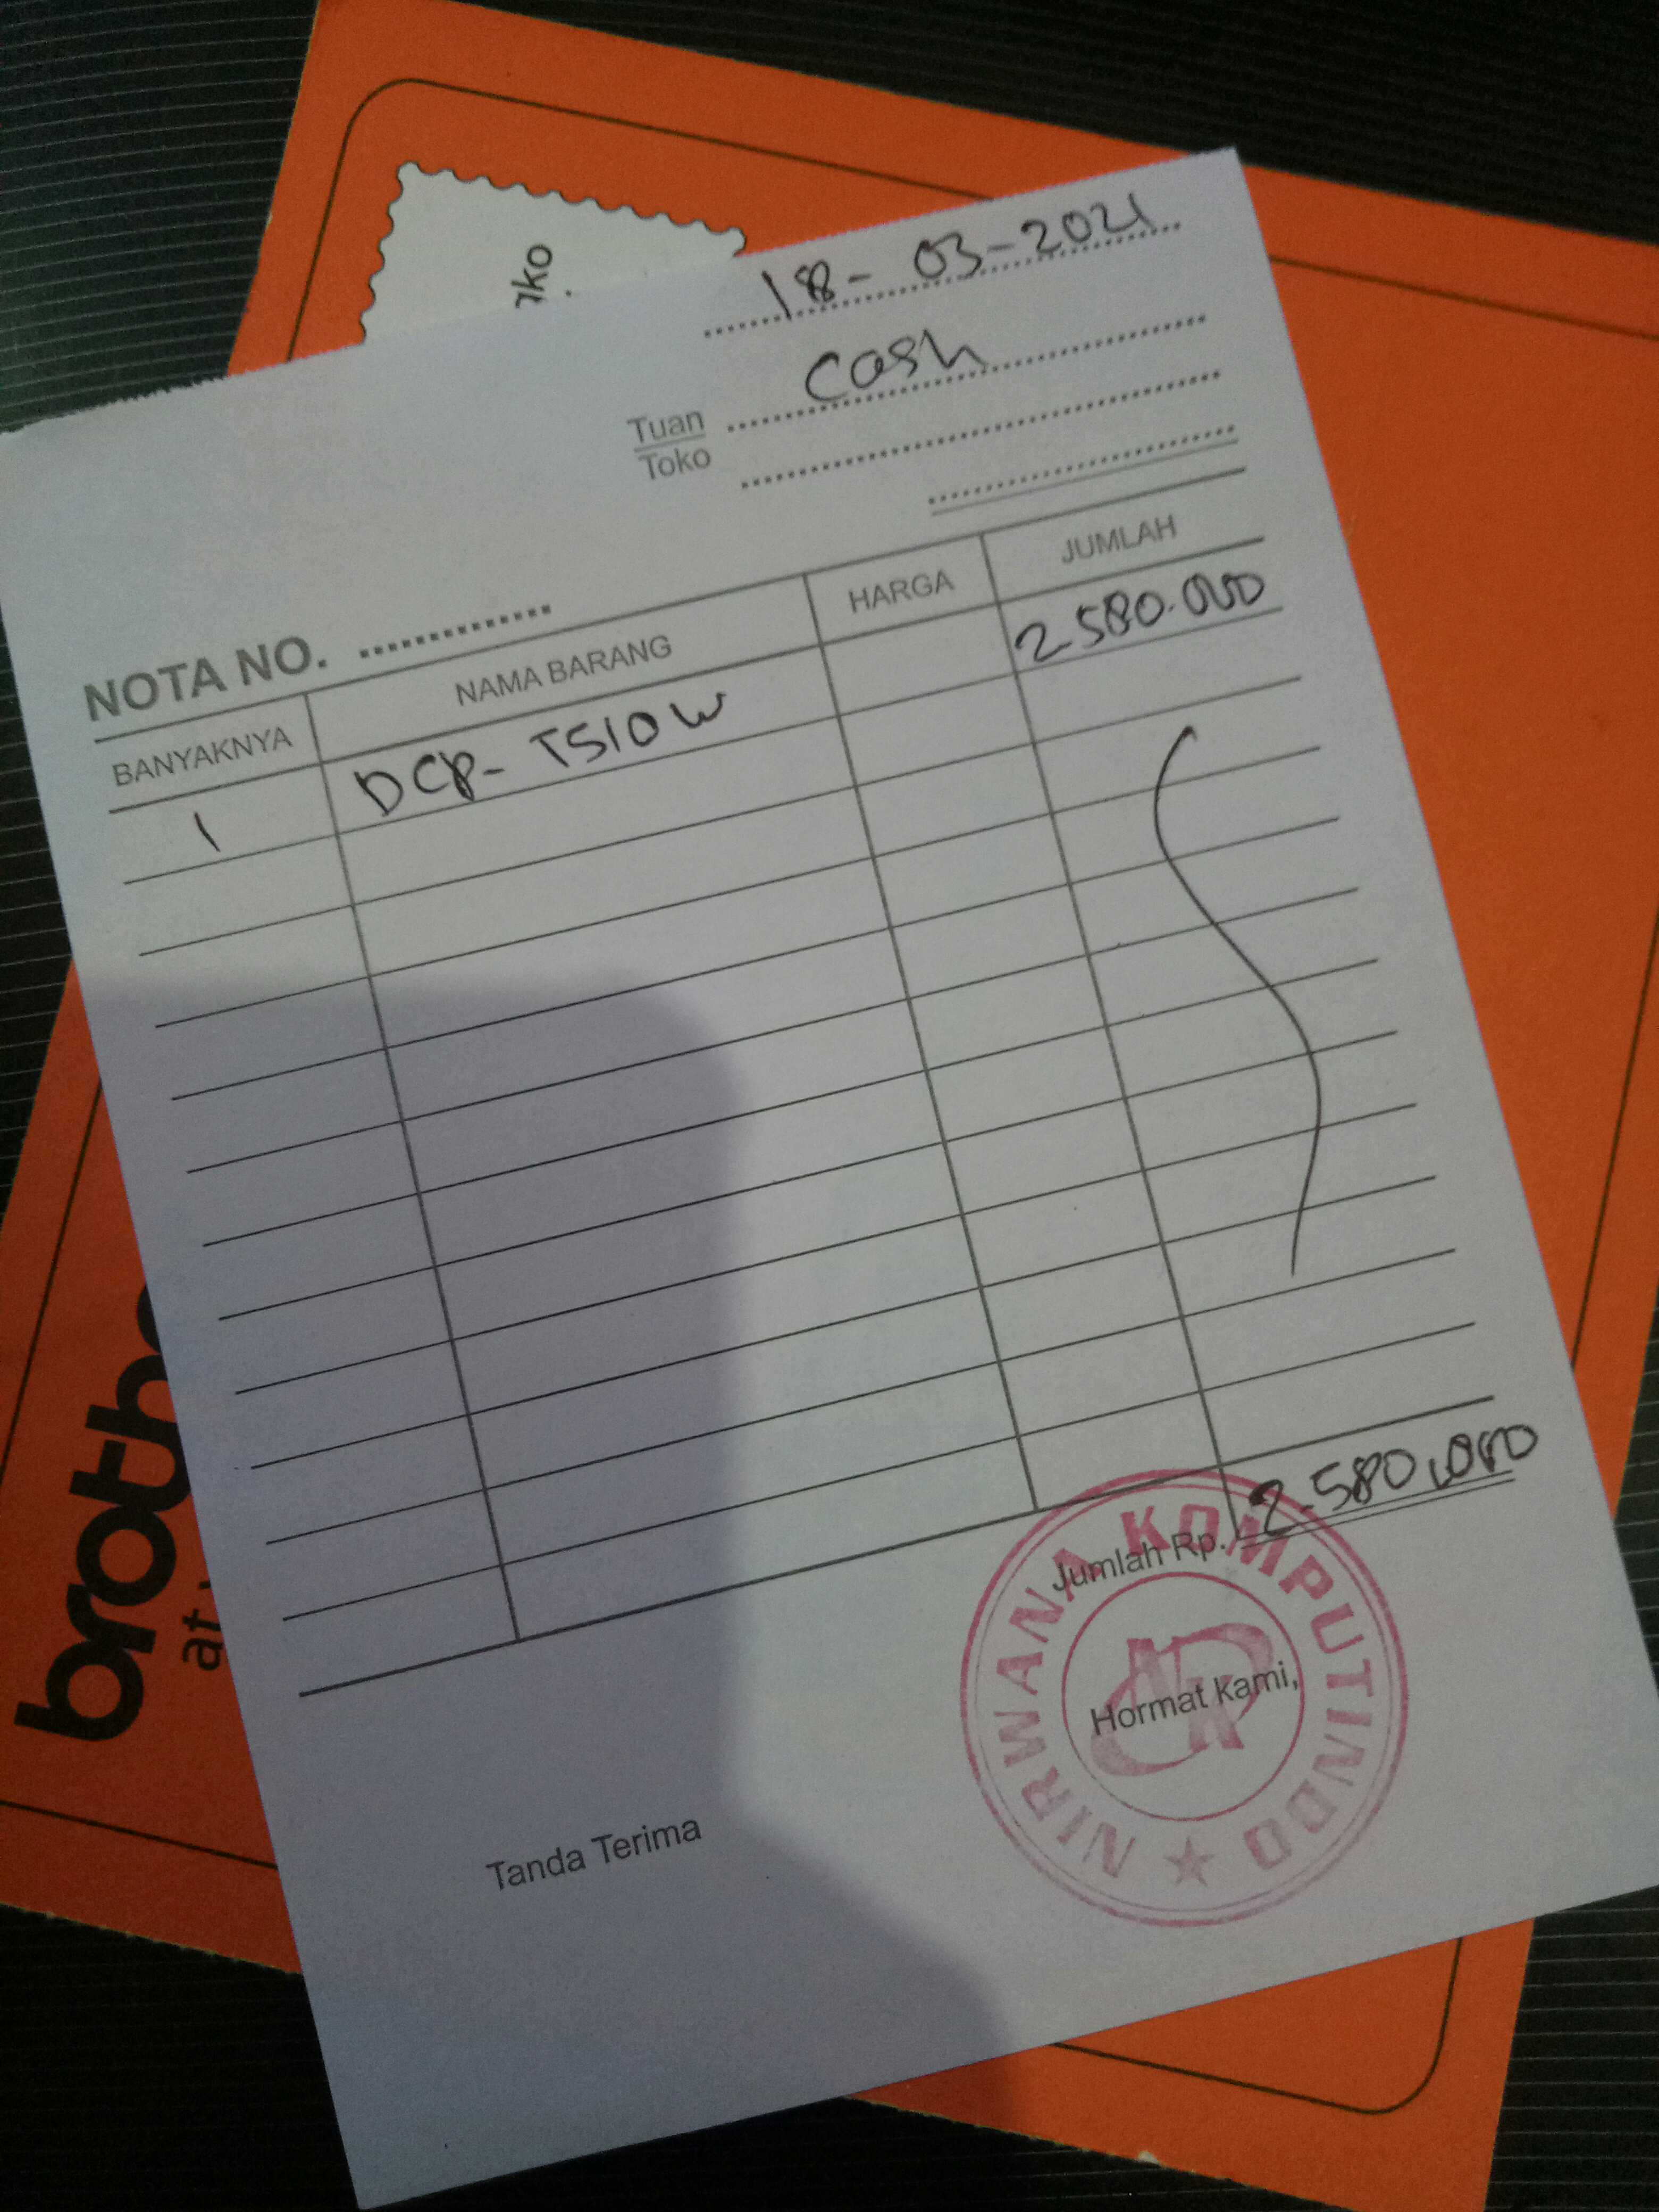 18-03-2021
Tuan Cash
Toko
NOTA NO.
BANYAKNYA NAMA BARANG HARGA JUMLAH
1 DCP-T510W 2.580.000
Jumlah Rp. 2.580.000
Tanda Terima Hormat Kami,
NIRWANA KOMPUTINDO
NK
brothe
at